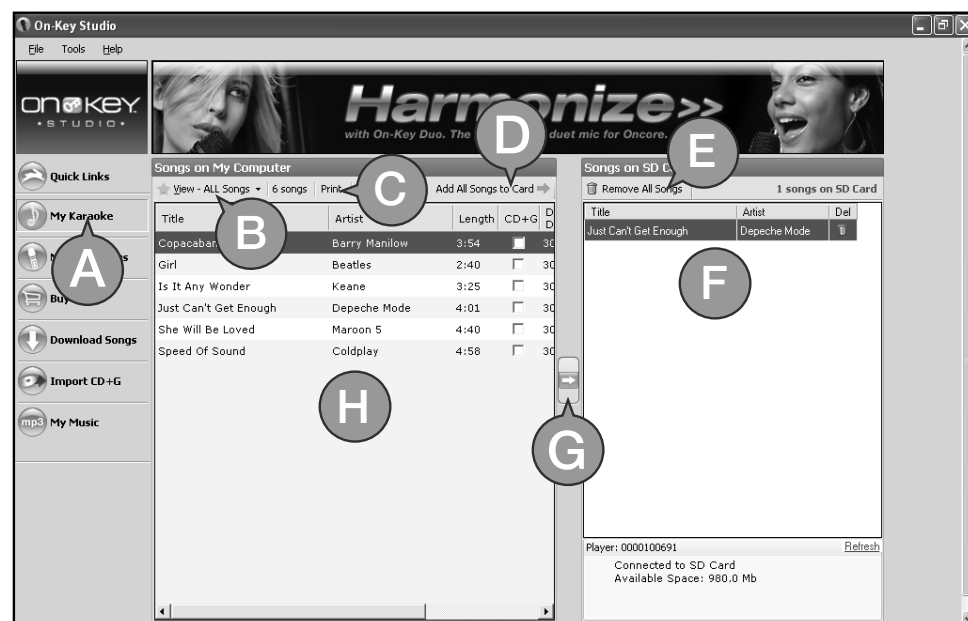 On-Key Studio
File Tools Help
on key
• STUDIO •
Harmonize>>
with On-Key Duo. The duet mic for Oncore.
Quick Links
My Karaoke
Buy
Download Songs
Import CD+G
mp3 My Music
Songs on My Computer
View - ALL Songs 6 songs Print Add All Songs to Card
Title Artist Length CD+G D
D
Barry Manilow 3:54 30
Girl Beatles 2:40 30
Is It Any Wonder Keane 3:25 30
Just Can't Get Enough Depeche Mode 4:01 30
She Will Be Loved Maroon 5 4:40 30
Speed Of Sound Coldplay 4:58 30
Songs on SD
Remove All Songs 1 songs on SD Card
Title Artist Del
Just Can't Get Enough Depeche Mode
Player: 0000100691 Refresh
Connected to SD Card
Available Space: 980.0 Mb
A
B
C
D
E
F
G
H